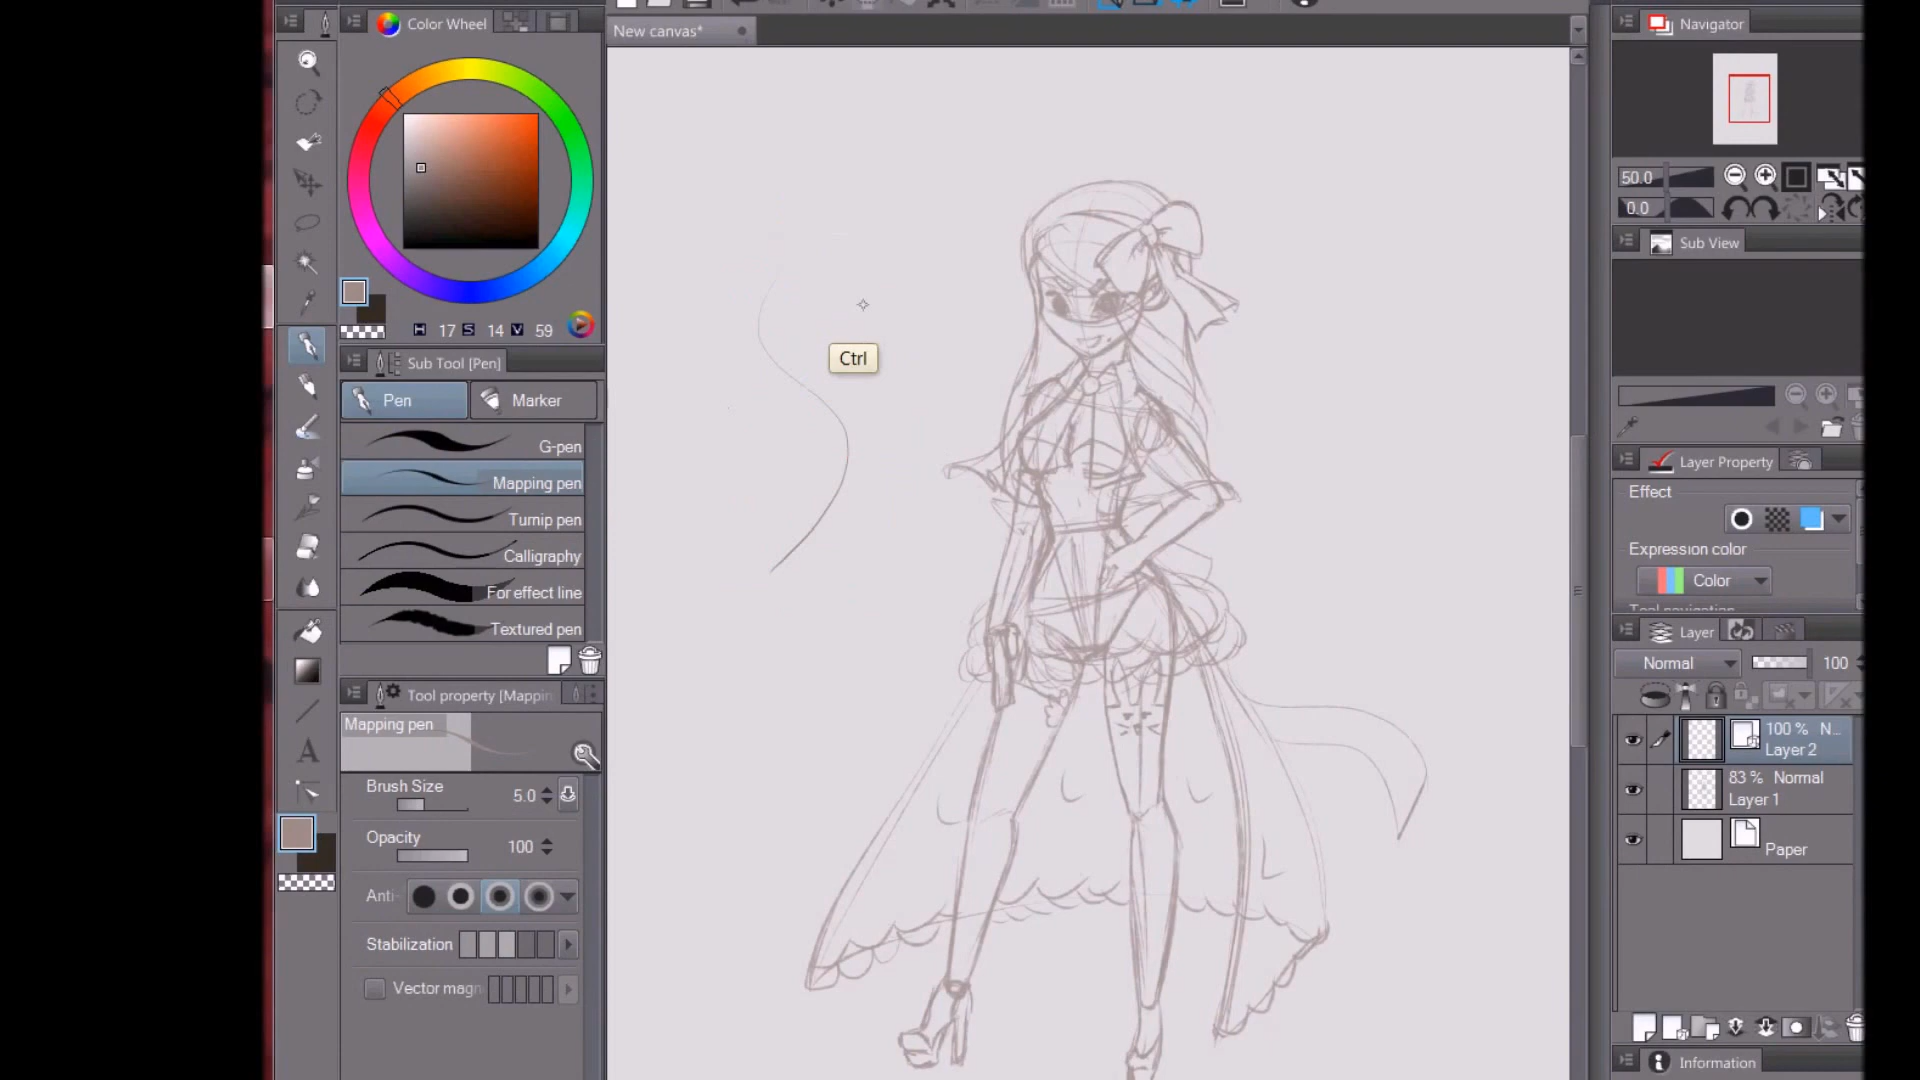 Color Wheel
H 17 S 14 V 59
Sub Tool [Pen]
Pen
Marker
G-pen
Mapping pen
Turnip pen
Calligraphy
For effect line
Textured pen
Tool property [Mappin
Mapping pen
Brush Size
5.0
Opacity
100
Anti-
Stabilization
Vector magn
New canvas*
Ctrl
Navigator
50.0
0.0
Sub View
Layer Property
Effect
Expression color
Color
Tool navigation
Layer
Normal
100
100 % N...
Layer 2
83 % Normal
Layer 1
Paper
Information